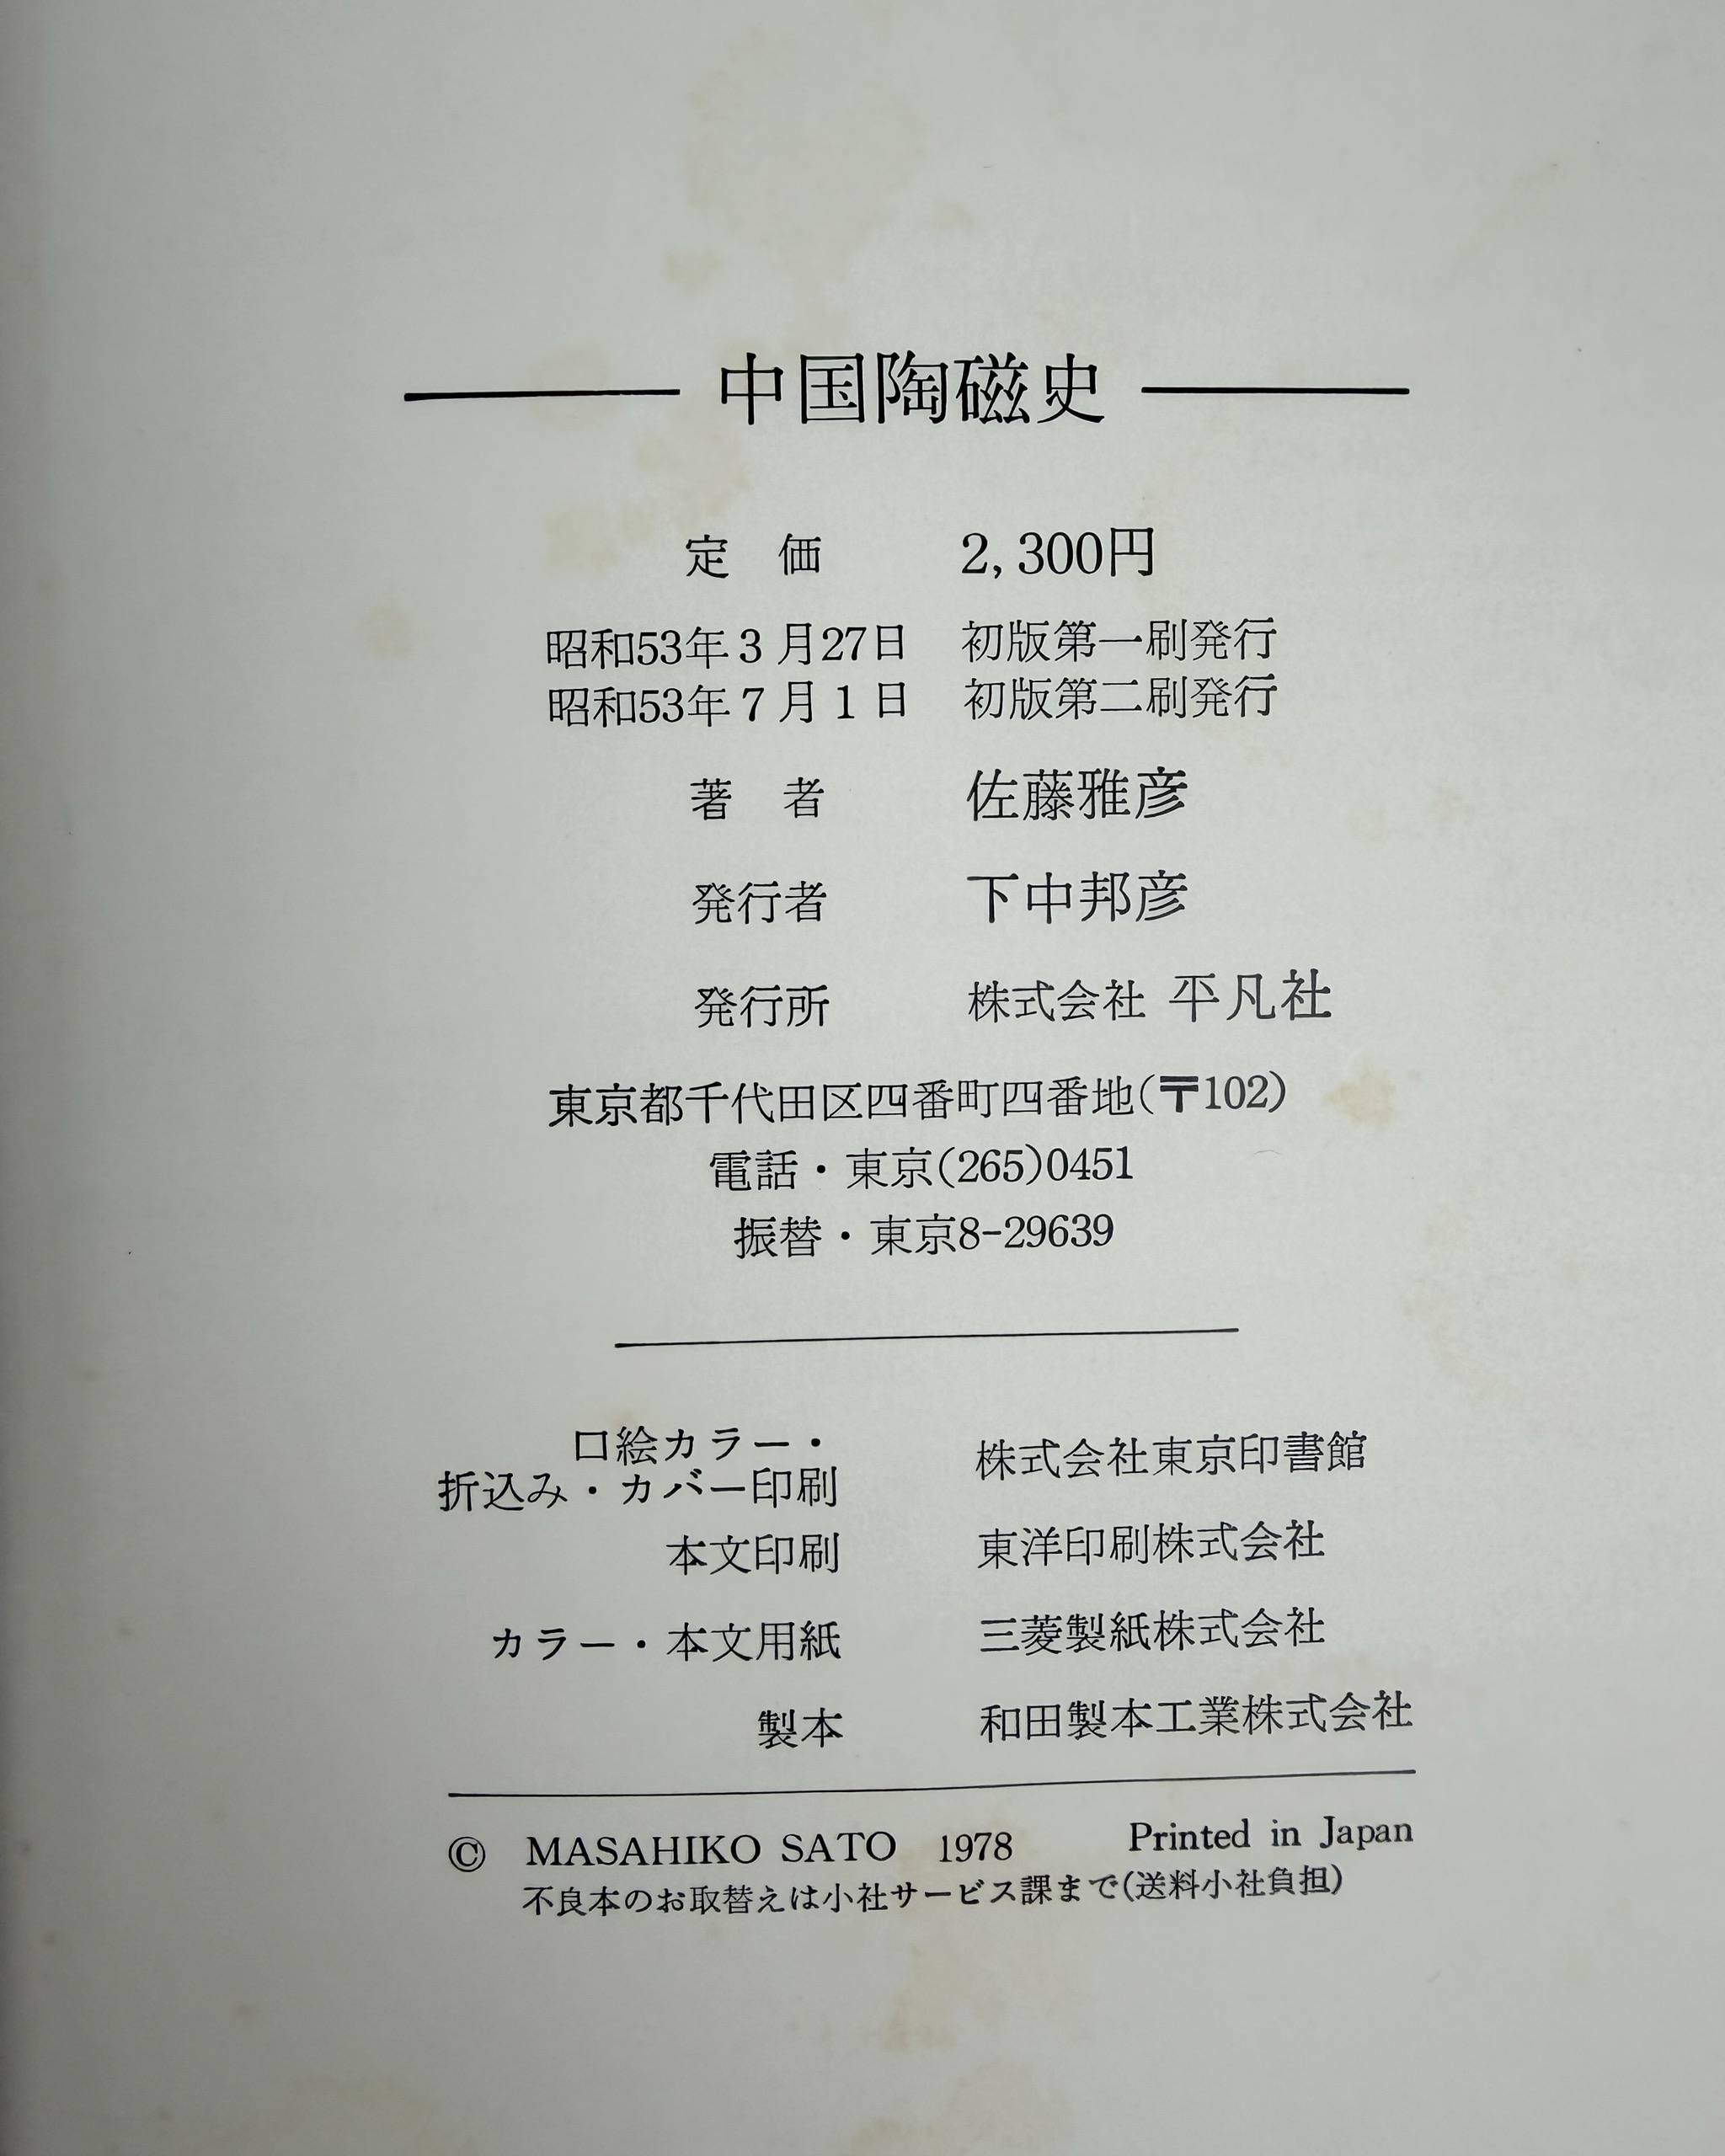 中国陶磁史
定 価 2,300円
昭和53年3月27日 初版第一刷発行
昭和53年7月1日 初版第二刷発行
著 者 佐藤雅彦
発行者 下中邦彦
発行所 株式会社 平凡社
東京都千代田区四番町四番地(〒102)
電話・東京(265)0451
振替・東京8-29639
口絵カラー・
折込み・カバー印刷 株式会社東京印書館
本文印刷 東洋印刷株式会社
カラー・本文用紙 三菱製紙株式会社
製本 和田製本工業株式会社
© MASAHIKO SATO 1978 Printed in Japan
不良本のお取替えは小社サービス課まで(送料小社負担)